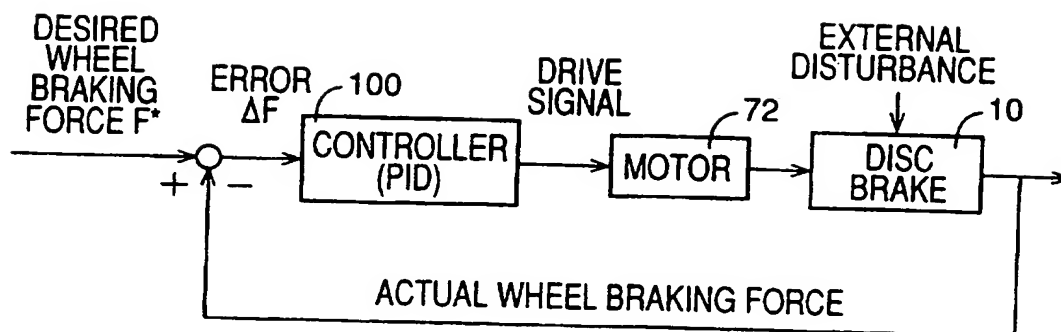 DESIRED
WHEEL
BRAKING
FORCE F*
+
−
ERROR
ΔF
100
CONTROLLER
(PID)
DRIVE
SIGNAL
72
MOTOR
EXTERNAL
DISTURBANCE
10
DISC
BRAKE
ACTUAL WHEEL BRAKING FORCE